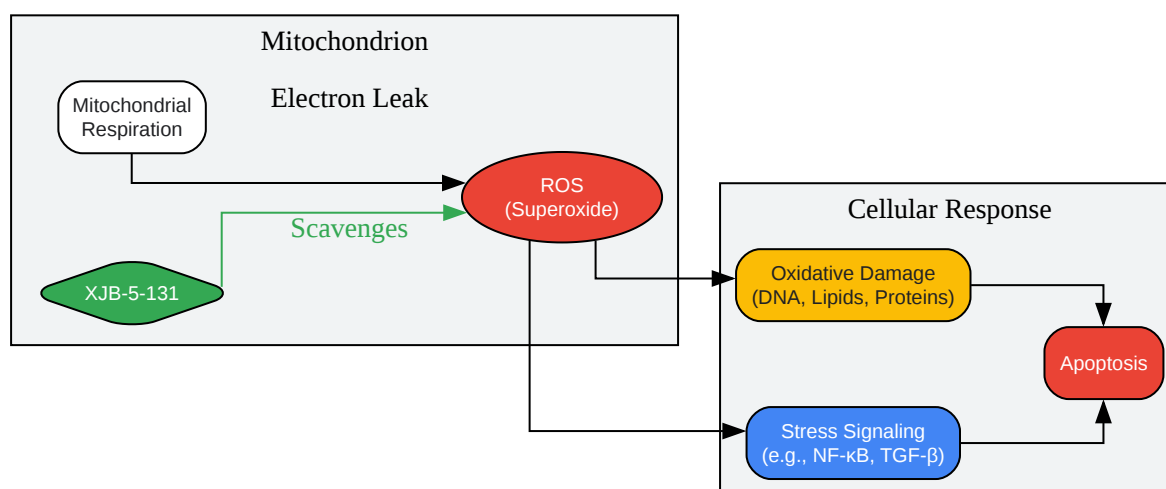 Mitochondrion
Electron Leak
Mitochondrial
Respiration
ROS
(Superoxide)
Scavenges
XJB-5-131
Cellular Response
Oxidative Damage
(DNA, Lipids, Proteins)
Apoptosis
Stress Signaling
(e.g., NF-κB, TGF-β)